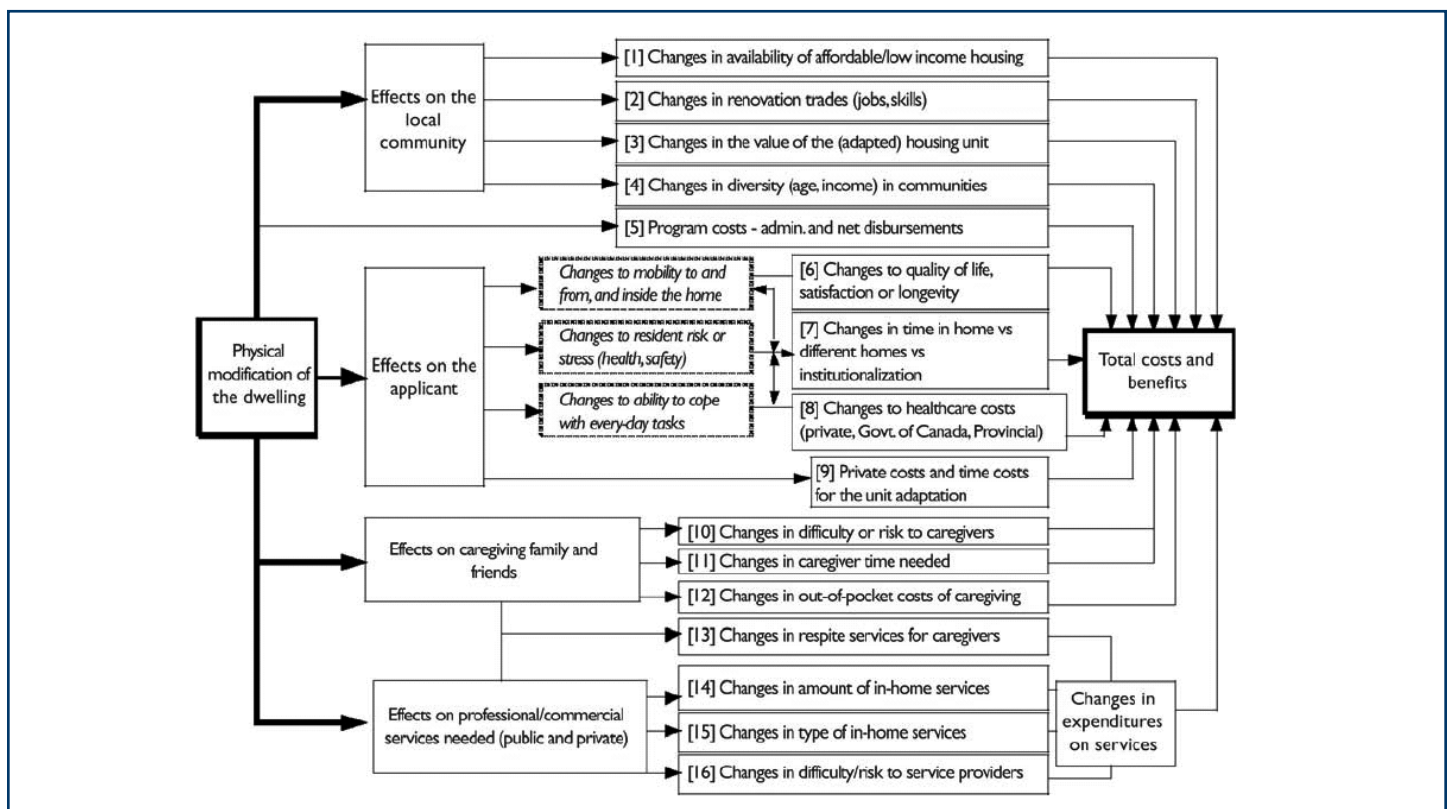 Physical
modification of
the dwelling
Effects on the
local
community
[1] Changes in availability of affordable/low income housing
[2] Changes in renovation trades (jobs, skills)
[3] Changes in the value of the (adapted) housing unit
[4] Changes in diversity (age, income) in communities
[5] Program costs - admin. and net disbursements
Effects on the
applicant
Changes to mobility to and
from, and inside the home
Changes to resident risk or
stress (health, safety)
Changes to ability to cope
with every-day tasks
[6] Changes to quality of life,
satisfaction or longevity
[7] Changes in time in home vs
different homes vs
institutionalization
[8] Changes to healthcare costs
(private, Govt. of Canada, Provincial)
[9] Private costs and time costs
for the unit adaptation
Effects on caregiving family and
friends
[10] Changes in difficulty or risk to caregivers
[11] Changes in caregiver time needed
[12] Changes in out-of-pocket costs of caregiving
[13] Changes in respite services for caregivers
Effects on professional/commercial
services needed (public and private)
[14] Changes in amount of in-home services
[15] Changes in type of in-home services
[16] Changes in difficulty/risk to service providers
Changes in
expenditures
on services
Total costs and
benefits